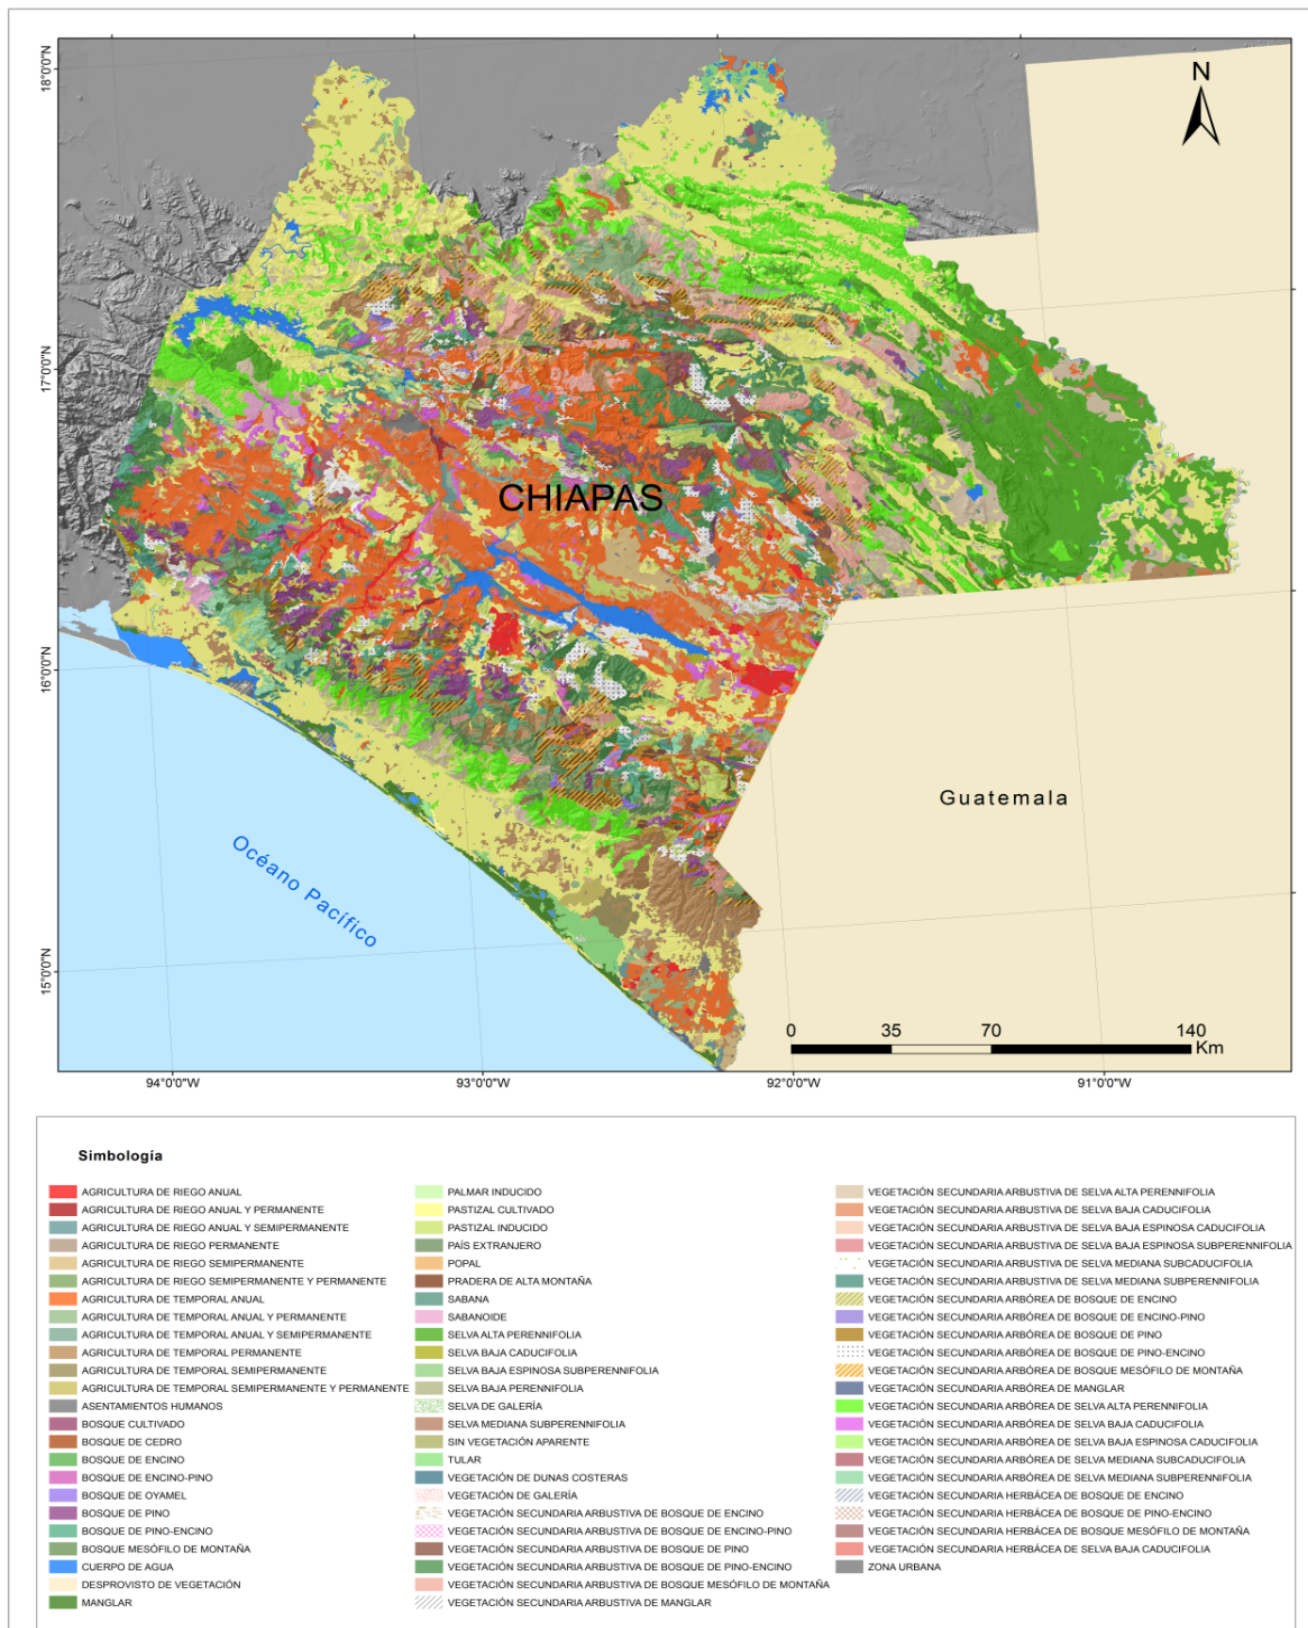 18°0'0"N
N
17°0'0"N
CHIAPAS
16°0'0"N
Guatemala
Océano Pacífico
15°0'0"N
0 35 70 140
Km
94°0'0"W 93°0'0"W 92°0'0"W 91°0'0"W
Simbología
AGRICULTURA DE RIEGO ANUAL
AGRICULTURA DE RIEGO ANUAL Y PERMANENTE
AGRICULTURA DE RIEGO ANUAL Y SEMIPERMANENTE
AGRICULTURA DE RIEGO PERMANENTE
AGRICULTURA DE RIEGO SEMIPERMANENTE
AGRICULTURA DE RIEGO SEMIPERMANENTE Y PERMANENTE
AGRICULTURA DE TEMPORAL ANUAL
AGRICULTURA DE TEMPORAL ANUAL Y PERMANENTE
AGRICULTURA DE TEMPORAL ANUAL Y SEMIPERMANENTE
AGRICULTURA DE TEMPORAL PERMANENTE
AGRICULTURA DE TEMPORAL SEMIPERMANENTE
AGRICULTURA DE TEMPORAL SEMIPERMANENTE Y PERMANENTE
ASENTAMIENTOS HUMANOS
BOSQUE CULTIVADO
BOSQUE DE CEDRO
BOSQUE DE ENCINO
BOSQUE DE ENCINO-PINO
BOSQUE DE OYAMEL
BOSQUE DE PINO
BOSQUE DE PINO-ENCINO
BOSQUE MESÓFILO DE MONTAÑA
CUERPO DE AGUA
DESPROVISTO DE VEGETACIÓN
MANGLAR
PALMAR INDUCIDO
PASTIZAL CULTIVADO
PASTIZAL INDUCIDO
PAÍS EXTRANJERO
POPAL
PRADERA DE ALTA MONTAÑA
SABANA
SABANOIDE
SELVA ALTA PERENNIFOLIA
SELVA BAJA CADUCIFOLIA
SELVA BAJA ESPINOSA SUBPERENNIFOLIA
SELVA BAJA PERENNIFOLIA
SELVA DE GALERÍA
SELVA MEDIANA SUBPERENNIFOLIA
SIN VEGETACIÓN APARENTE
TULAR
VEGETACIÓN DE DUNAS COSTERAS
VEGETACIÓN DE GALERÍA
VEGETACIÓN SECUNDARIA ARBUSTIVA DE BOSQUE DE ENCINO
VEGETACIÓN SECUNDARIA ARBUSTIVA DE BOSQUE DE ENCINO-PINO
VEGETACIÓN SECUNDARIA ARBUSTIVA DE BOSQUE DE PINO
VEGETACIÓN SECUNDARIA ARBUSTIVA DE BOSQUE DE PINO-ENCINO
VEGETACIÓN SECUNDARIA ARBUSTIVA DE BOSQUE MESÓFILO DE MONTAÑA
VEGETACIÓN SECUNDARIA ARBUSTIVA DE MANGLAR
VEGETACIÓN SECUNDARIA ARBUSTIVA DE SELVA ALTA PERENNIFOLIA
VEGETACIÓN SECUNDARIA ARBUSTIVA DE SELVA BAJA CADUCIFOLIA
VEGETACIÓN SECUNDARIA ARBUSTIVA DE SELVA BAJA ESPINOSA CADUCIFOLIA
VEGETACIÓN SECUNDARIA ARBUSTIVA DE SELVA BAJA ESPINOSA SUBPERENNIFOLIA
VEGETACIÓN SECUNDARIA ARBUSTIVA DE SELVA MEDIANA SUBCADUCIFOLIA
VEGETACIÓN SECUNDARIA ARBUSTIVA DE SELVA MEDIANA SUBPERENNIFOLIA
VEGETACIÓN SECUNDARIA ARBÓREA DE BOSQUE DE ENCINO
VEGETACIÓN SECUNDARIA ARBÓREA DE BOSQUE DE ENCINO-PINO
VEGETACIÓN SECUNDARIA ARBÓREA DE BOSQUE DE PINO
VEGETACIÓN SECUNDARIA ARBÓREA DE BOSQUE DE PINO-ENCINO
VEGETACIÓN SECUNDARIA ARBÓREA DE BOSQUE MESÓFILO DE MONTAÑA
VEGETACIÓN SECUNDARIA ARBÓREA DE MANGLAR
VEGETACIÓN SECUNDARIA ARBÓREA DE SELVA ALTA PERENNIFOLIA
VEGETACIÓN SECUNDARIA ARBÓREA DE SELVA BAJA CADUCIFOLIA
VEGETACIÓN SECUNDARIA ARBÓREA DE SELVA BAJA ESPINOSA CADUCIFOLIA
VEGETACIÓN SECUNDARIA ARBÓREA DE SELVA MEDIANA SUBCADUCIFOLIA
VEGETACIÓN SECUNDARIA ARBÓREA DE SELVA MEDIANA SUBPERENNIFOLIA
VEGETACIÓN SECUNDARIA HERBÁCEA DE BOSQUE DE ENCINO
VEGETACIÓN SECUNDARIA HERBÁCEA DE BOSQUE DE PINO-ENCINO
VEGETACIÓN SECUNDARIA HERBÁCEA DE BOSQUE MESÓFILO DE MONTAÑA
VEGETACIÓN SECUNDARIA HERBÁCEA DE SELVA BAJA CADUCIFOLIA
ZONA URBANA